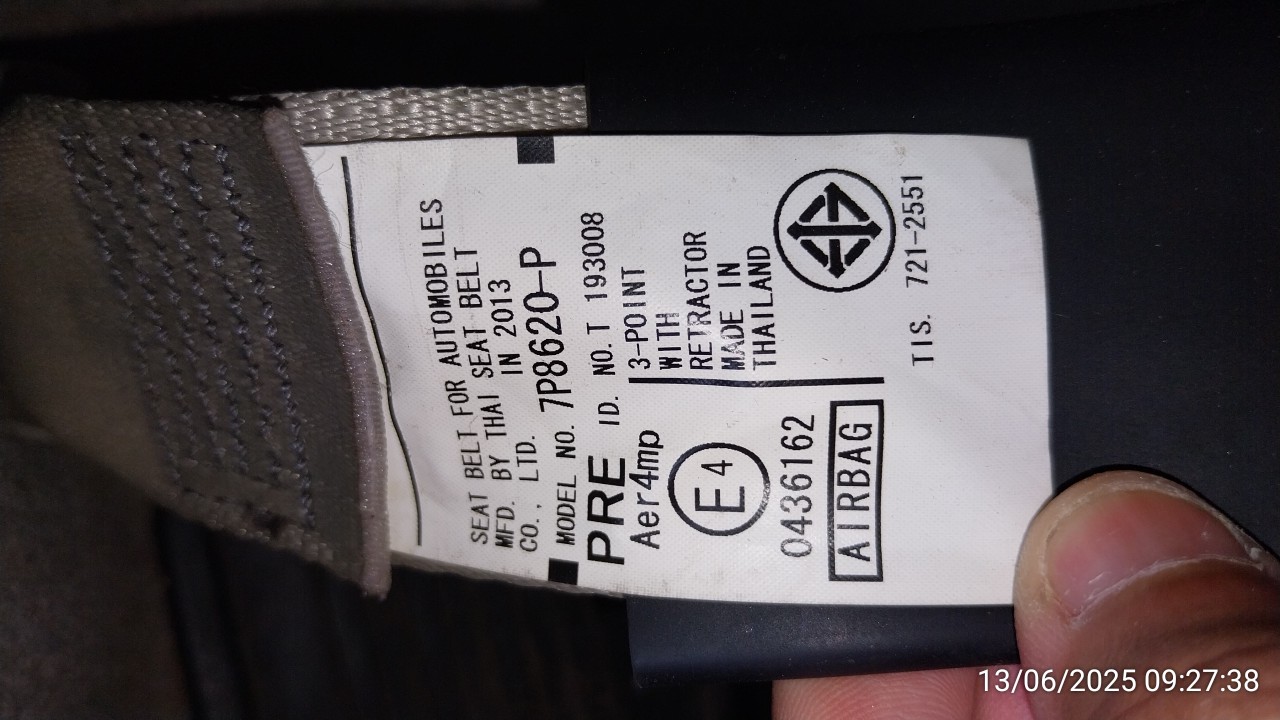 SEAT BELT FOR AUTOMOBILES
MFD. BY THAI SEAT BELT
CO., LTD. IN 2013
MODEL NO. 7P8620-P
PRE ID. NO. T 193008
Aer4mp
3-POINT
WITH
RETRACTOR
MADE IN
THAILAND
E4
0436162
AIRBAG
TIS. 721-2551
13/06/2025 09:27:38